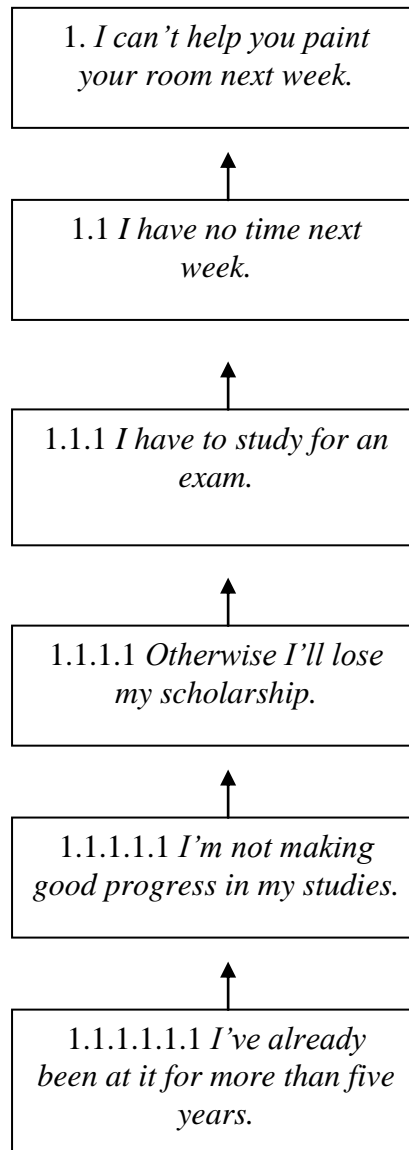 1. I can’t help you paint
your room next week.
1.1 I have no time next
week.
1.1.1 I have to study for an
exam.
1.1.1.1 Otherwise I’ll lose
my scholarship.
1.1.1.1.1 I’m not making
good progress in my studies.
1.1.1.1.1.1 I’ve already
been at it for more than five
years.